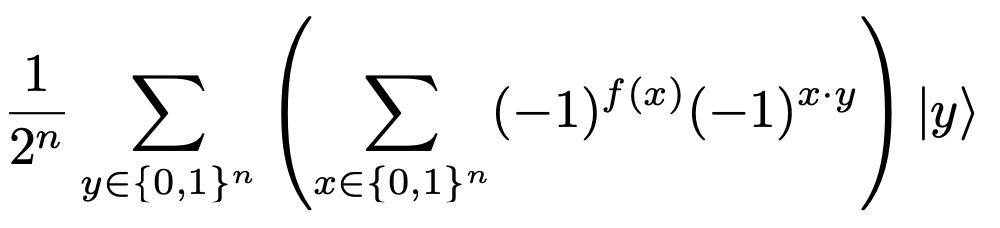 \frac{1}{2^n} \sum_{y \in \{0,1\}^n} \left( \sum_{x \in \{0,1\}^n} (-1)^{f(x)} (-1)^{x \cdot y} \right) |y\rangle